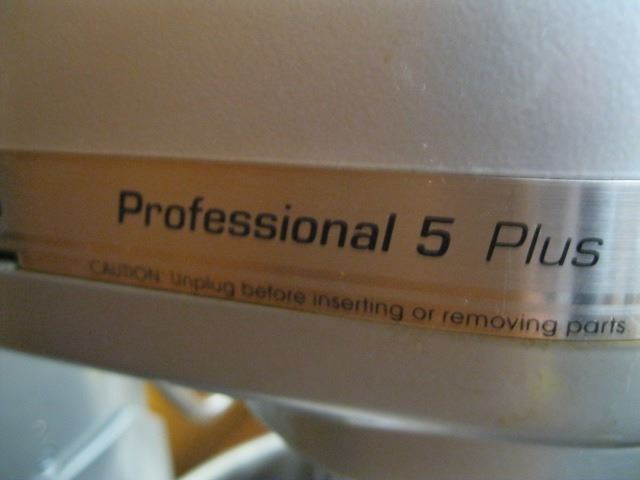 Professional 5 Plus
CAUTION: Unplug before inserting or removing parts.